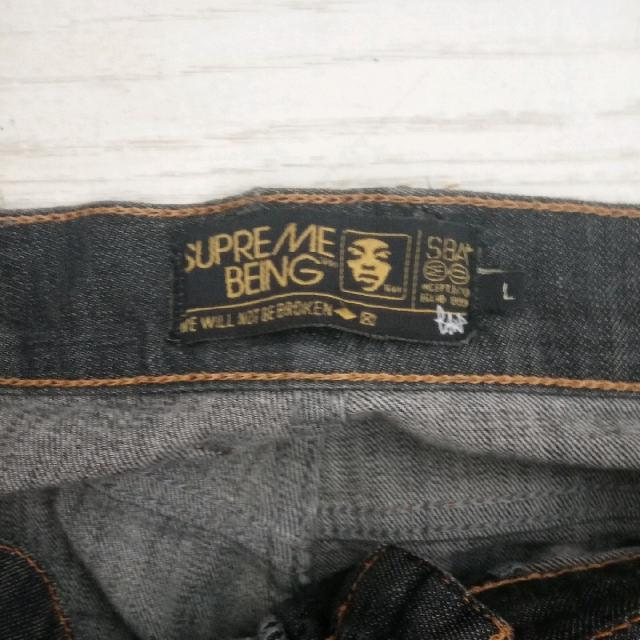 SUPREME
BEING
WE WILL NOT BE BROKEN
SBA
L